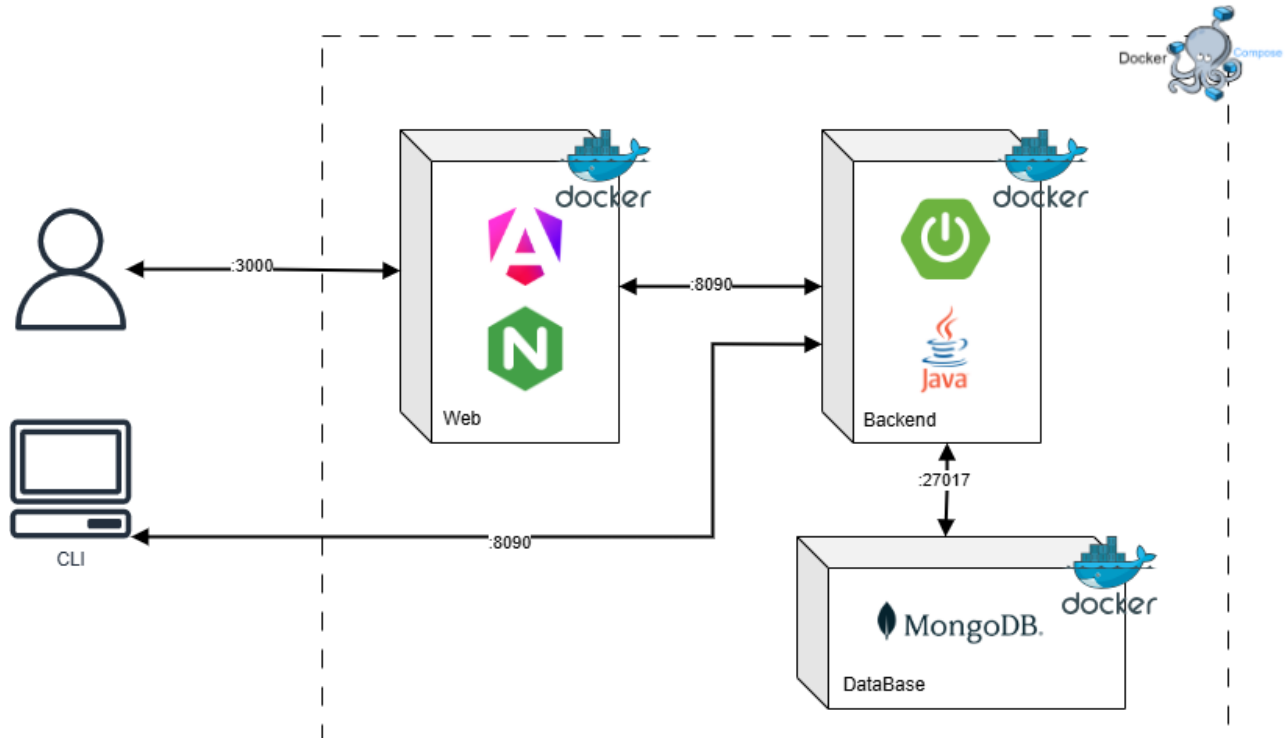 Docker Compose
docker
docker
:3000
:8090
Java
Web
Backend
:27017
:8090
CLI
docker
MongoDB.
DataBase